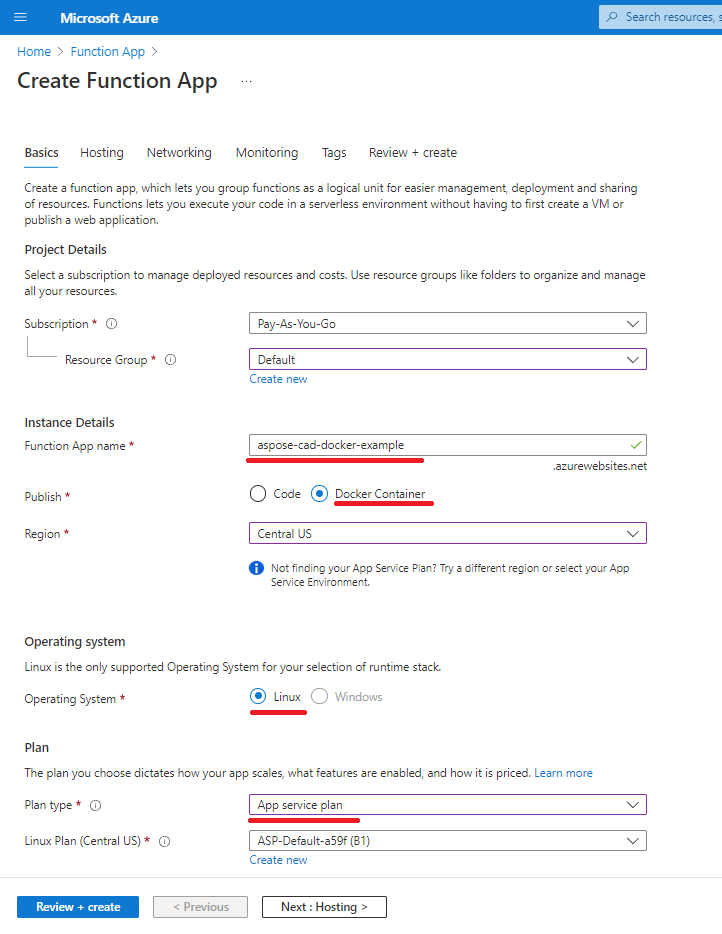 Microsoft Azure
Search resources, s
Home > Function App >
Create Function App ...
Basics Hosting Networking Monitoring Tags Review + create
Create a function app, which lets you group functions as a logical unit for easier management, deployment and sharing
of resources. Functions lets you execute your code in a serverless environment without having to first create a VM or
publish a web application.
Project Details
Select a subscription to manage deployed resources and costs. Use resource groups like folders to organize and manage
all your resources.
Subscription *
Pay-As-You-Go
Resource Group *
Default
Create new
Instance Details
Function App name *
aspose-cad-docker-example
.azurewebsites.net
Publish *
Code Docker Container
Region *
Central US
Not finding your App Service Plan? Try a different region or select your App
Service Environment.
Operating system
Linux is the only supported Operating System for your selection of runtime stack.
Operating System *
Linux Windows
Plan
The plan you choose dictates how your app scales, what features are enabled, and how it is priced. Learn more
Plan type *
App service plan
Linux Plan (Central US) *
ASP-Default-a59f (B1)
Create new
Review + create
< Previous
Next : Hosting >